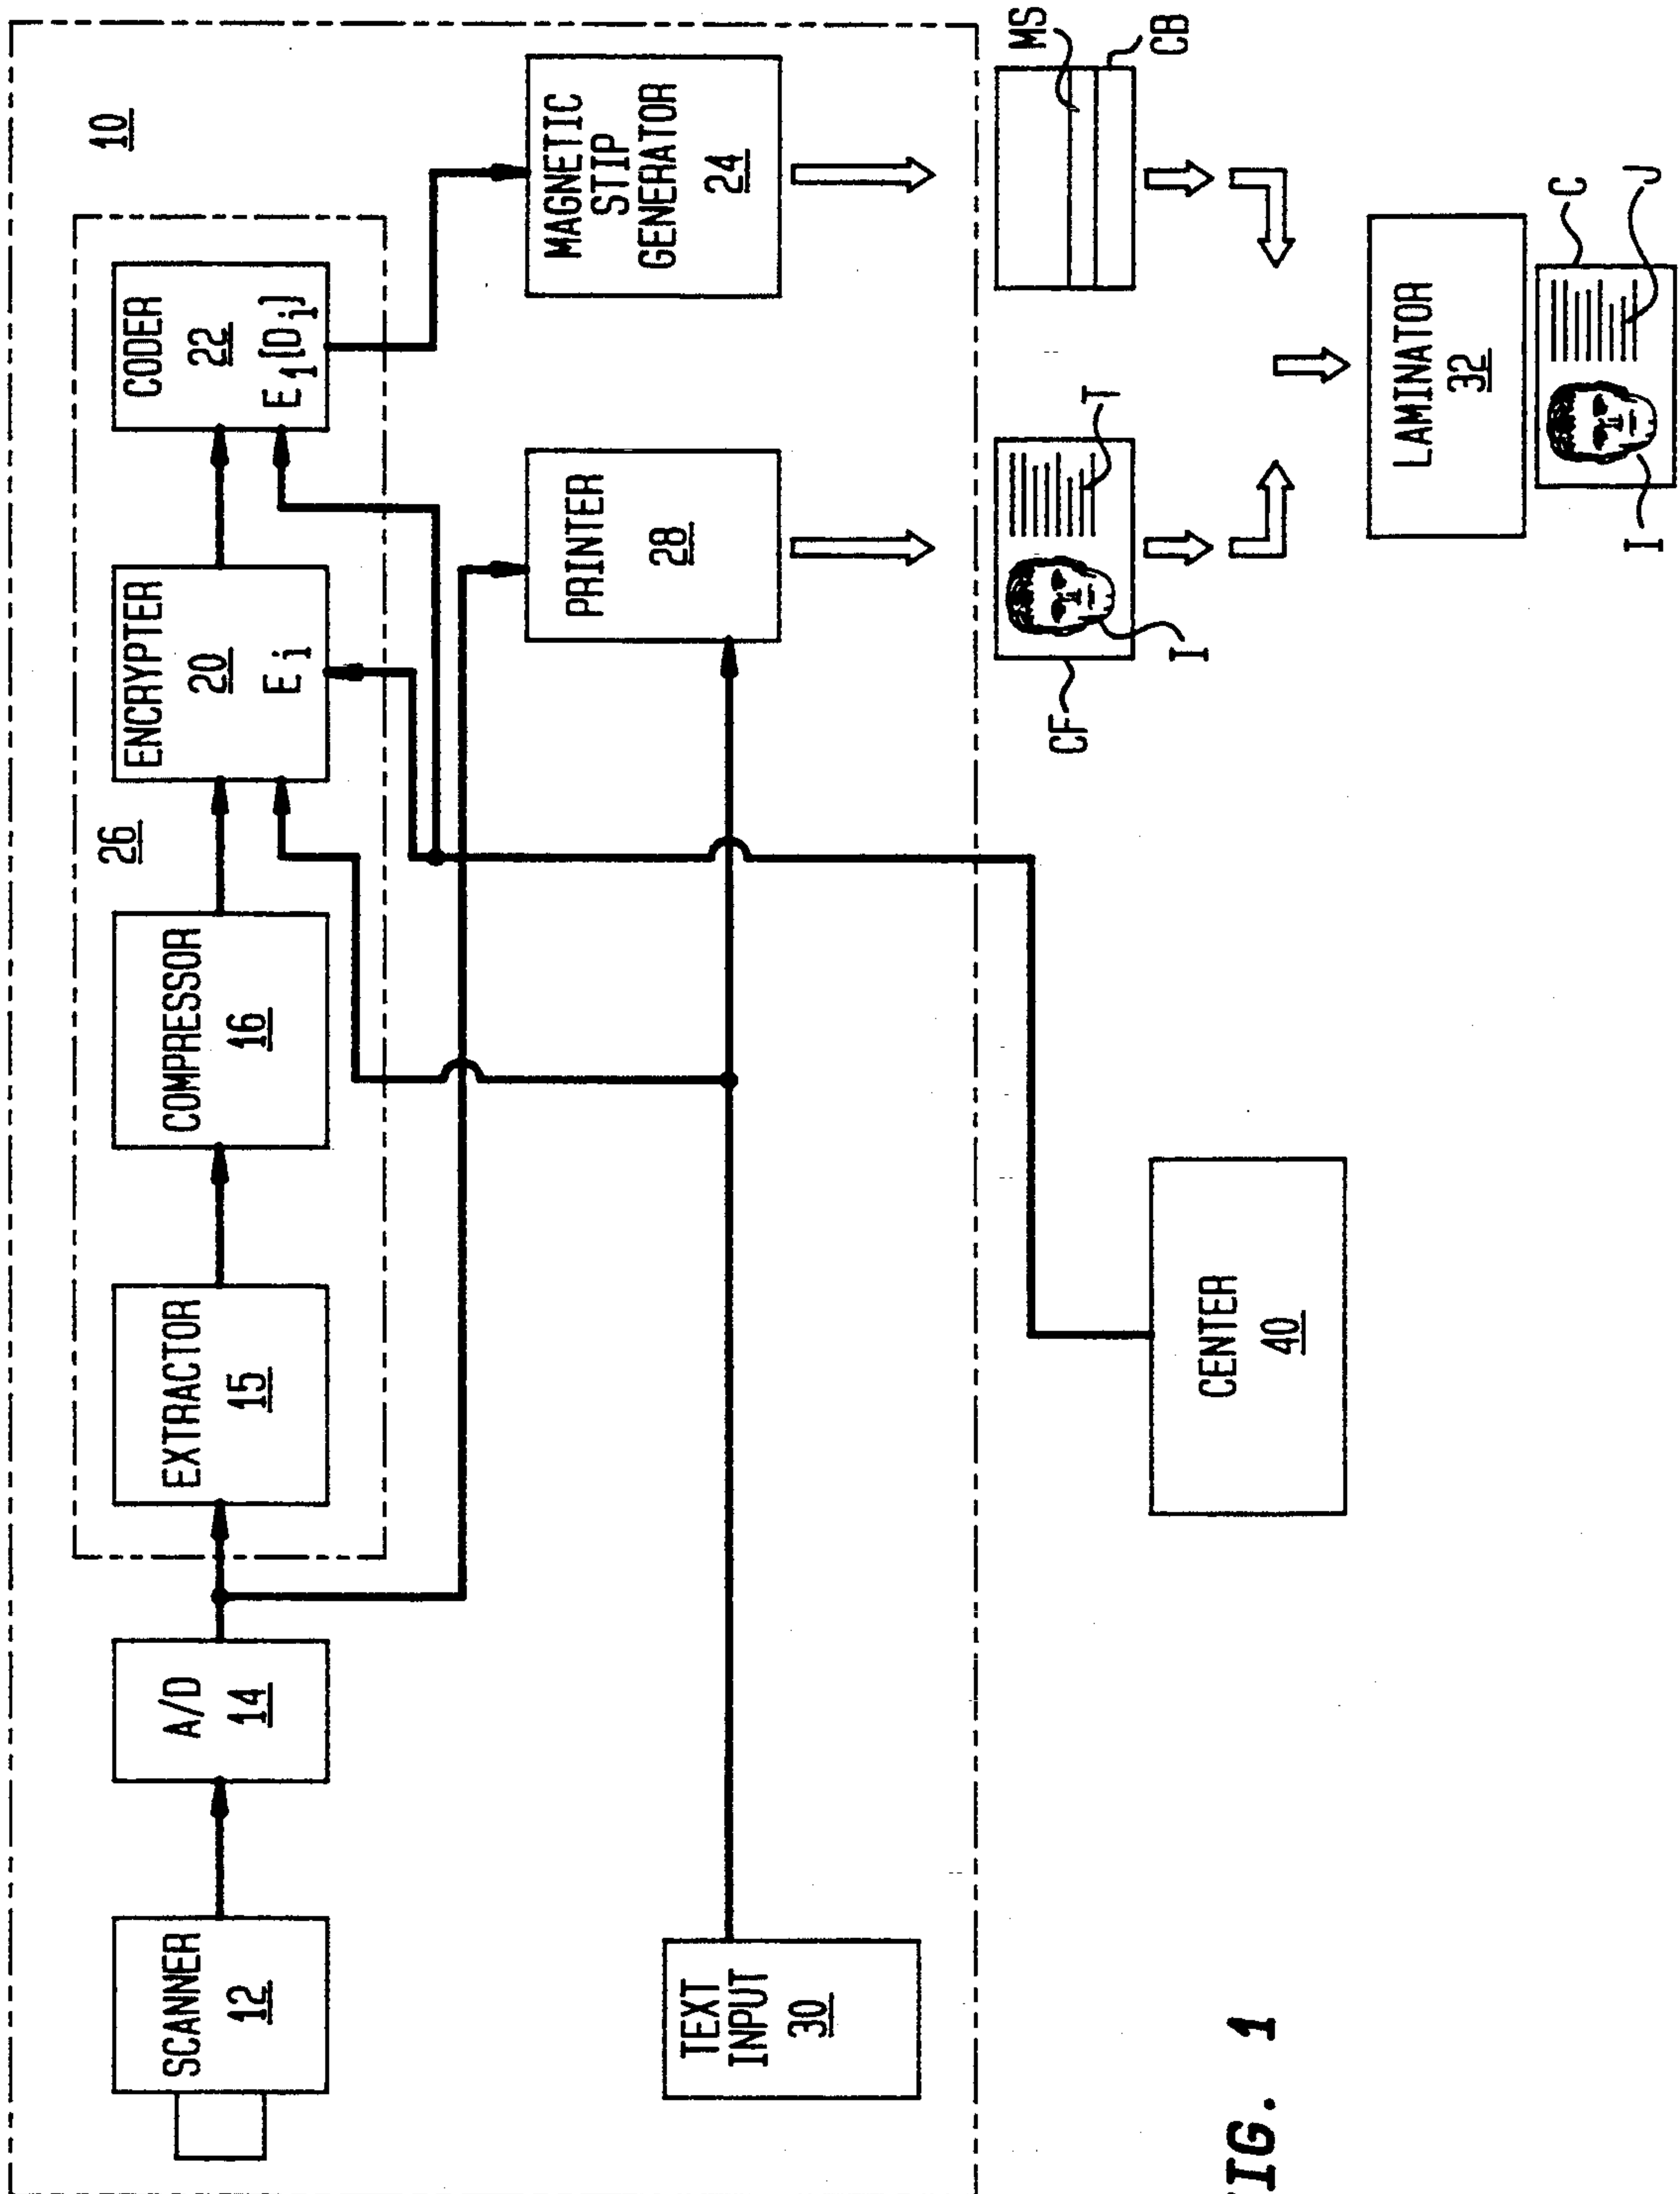 10
26
SCANNER
12
A/D
14
EXTRACTOR
15
COMPRESSOR
16
ENCRYPTER
20
Ei
CODER
22
E1[Di]
TEXT
INPUT
30
PRINTER
28
MAGNETIC
STIP
GENERATOR
24
CF
I
T
MS
CB
CENTER
40
LAMINATOR
32
I
C
J
IG. 1